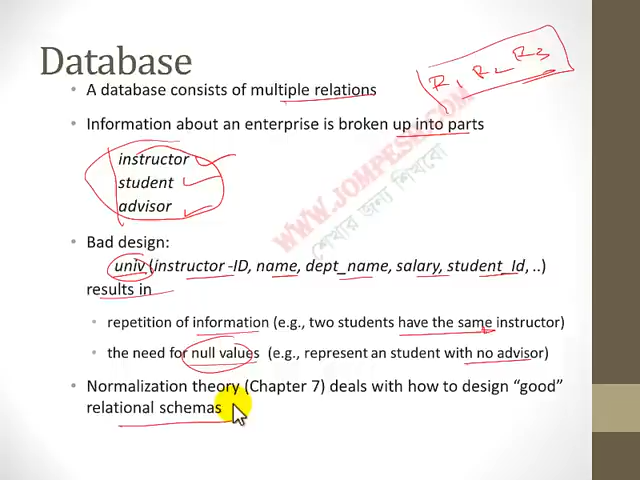 Database
R1 R2 R3
• A database consists of multiple relations
• Information about an enterprise is broken up into parts
instructor
student
advisor
WWW.JOMPESH.COM
শেখার জন্য শিখবো
• Bad design:
univ (instructor -ID, name, dept_name, salary, student_Id, ..)
results in
• repetition of information (e.g., two students have the same instructor)
• the need for null values (e.g., represent an student with no advisor)
• Normalization theory (Chapter 7) deals with how to design “good”
relational schemas